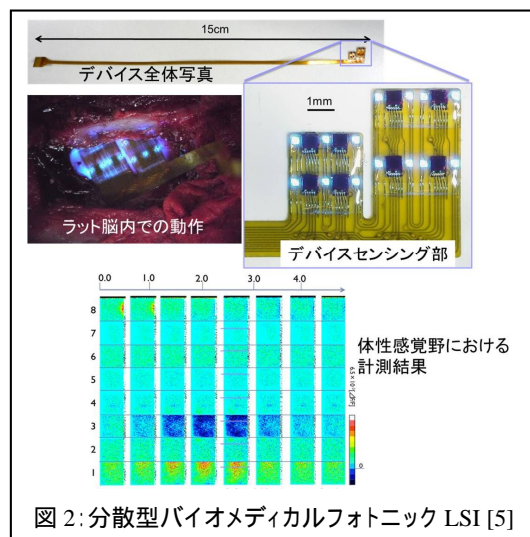 15cm
デバイス全体写真
1mm
ラット脳内での動作
デバイスセンシング部
0.0 1.0 2.0 3.0 4.0
8
7
6
5
4
3
2
1
体性感覚野における
計測結果
0
図 2:分散型バイオメディカルフォトニック LSI [5]